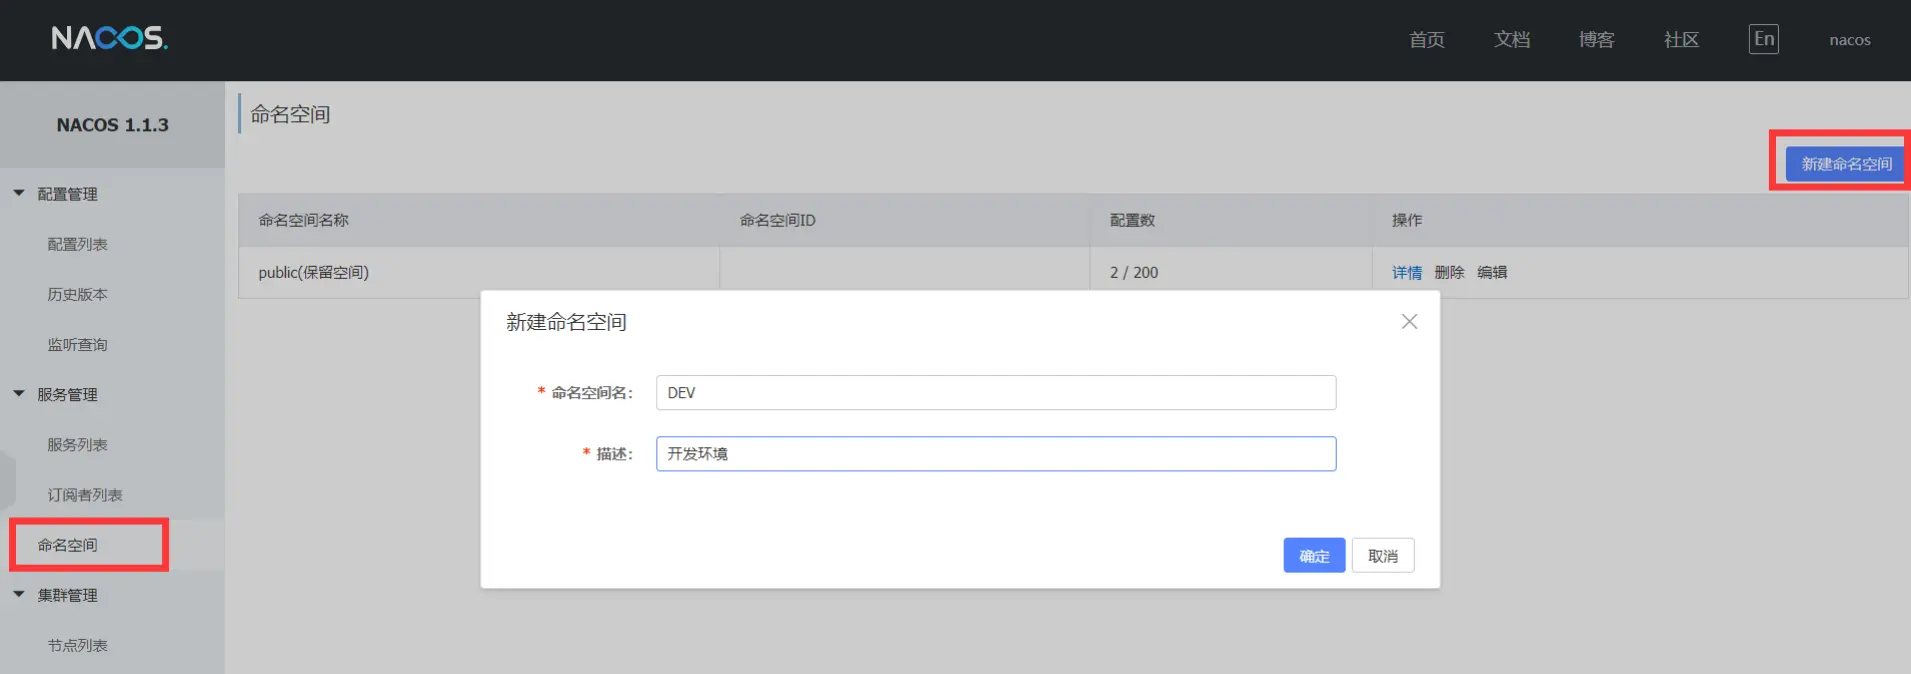 NACOS.
首页 文档 博客 社区 En nacos
NACOS 1.1.3
配置管理
配置列表
历史版本
监听查询
服务管理
服务列表
订阅者列表
命名空间
集群管理
节点列表
命名空间
新建命名空间
命名空间名称 命名空间ID 配置数 操作
public(保留空间) 2 / 200 详情 删除 编辑
新建命名空间
* 命名空间名： DEV
* 描述： 开发环境
确定 取消